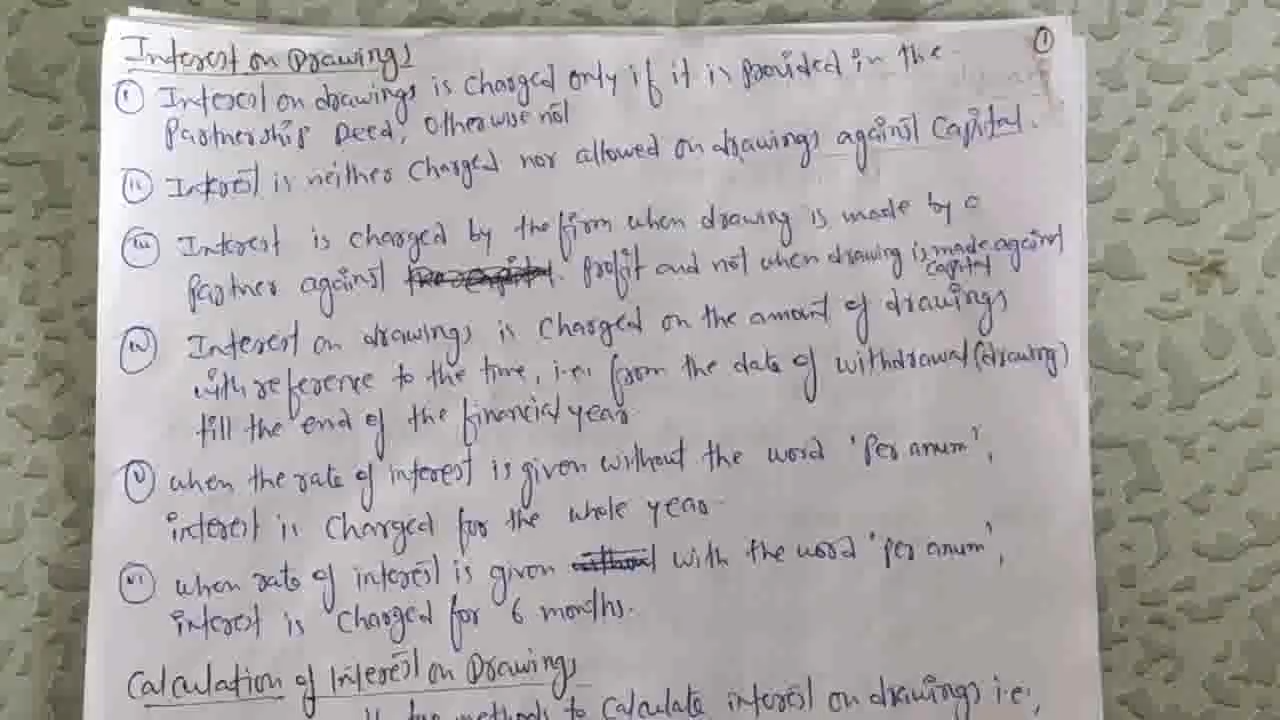 ①
Interest on Drawings
(i) Interest on drawings is charged only if it is provided in the
Partnership Deed, otherwise not
(ii) Interest is neither charged nor allowed on drawings against Capital.
(iii) Interest is charged by the firm when drawing is made by a
Partner against profit and not when drawing is made against
capital
(iv) Interest on drawings is charged on the amount of drawings
with reference to the time, i.e. from the date of withdrawal (drawing)
till the end of the financial year
(v) when the rate of interest is given without the word 'Per anum',
interest is charged for the whole year.
(vi) when rate of interest is given with the word 'per anum',
interest is charged for 6 months.
Calculation of Interest on Drawings
methods to calculate interest on drawings i.e;